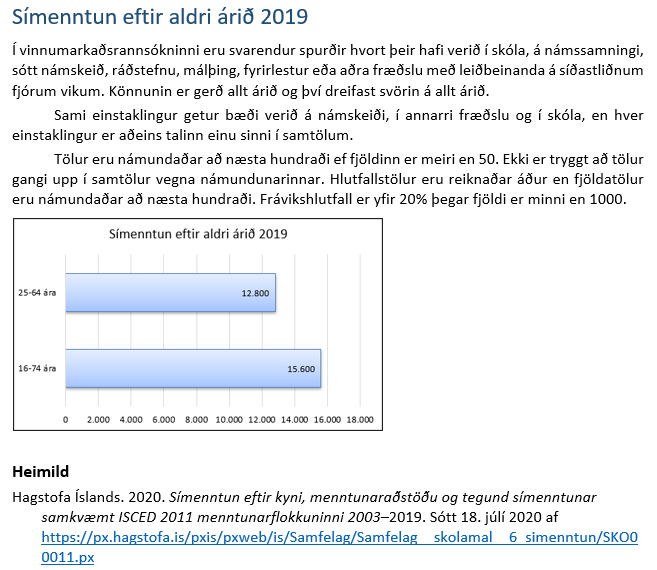 Símenntun eftir aldri árið 2019
Í vinnumarkaðsrannsókninni eru svarendur spurðir hvort þeir hafi verið í skóla, á námssamningi,
sótt námskeið, ráðstefnu, málþing, fyrirlestur eða aðra fræðslu með leiðbeinanda á síðastliðnum
fjórum vikum. Könnunin er gerð allt árið og því dreifast svörin á allt árið.
Sami einstaklingur getur bæði verið á námskeiði, í annarri fræðslu og í skóla, en hver
einstaklingur er aðeins talinn einu sinni í samtölum.
Tölur eru námundaðar að næsta hundraði ef fjöldinn er meiri en 50. Ekki er tryggt að tölur
gangi upp í samtölur vegna námundunarinnar. Hlutfallstölur eru reiknaðar áður en fjöldatölur
eru námundaðar að næsta hundraði. Frávikshlutfall er yfir 20% þegar fjöldi er minni en 1000.
Símenntun eftir aldri árið 2019
25-64 ára 12.800
16-74 ára 15.600
0 2.000 4.000 6.000 8.000 10.000 12.000 14.000 16.000 18.000
Heimild
Hagstofa Íslands. 2020. Símenntun eftir kyni, menntunaraðstöðu og tegund símenntunar
samkvæmt ISCED 2011 menntunarflokkuninni 2003–2019. Sótt 18. júlí 2020 af
https://px.hagstofa.is/pxis/pxweb/is/Samfelag/Samfelag__skolamal__6_simenntun/SKO0
0011.px